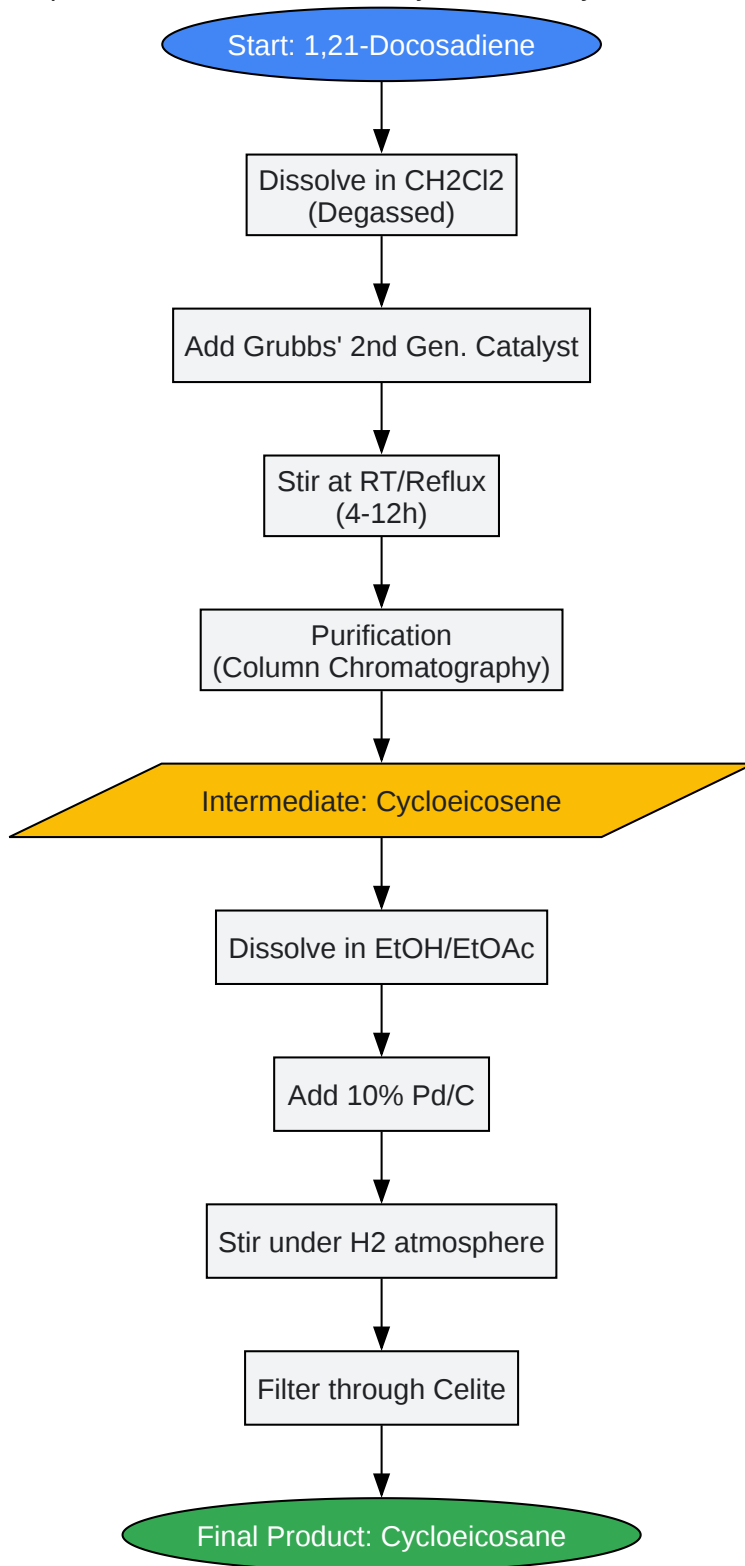 Start: 1,21-Docosadiene
Dissolve in CH2Cl2
(Degassed)
Add Grubbs' 2nd Gen. Catalyst
Stir at RT/Reflux
(4-12h)
Purification
(Column Chromatography)
Intermediate: Cycloeicosene
Dissolve in EtOH/EtOAc
Add 10% Pd/C
Stir under H2 atmosphere
Filter through Celite
Final Product: Cycloeicosane